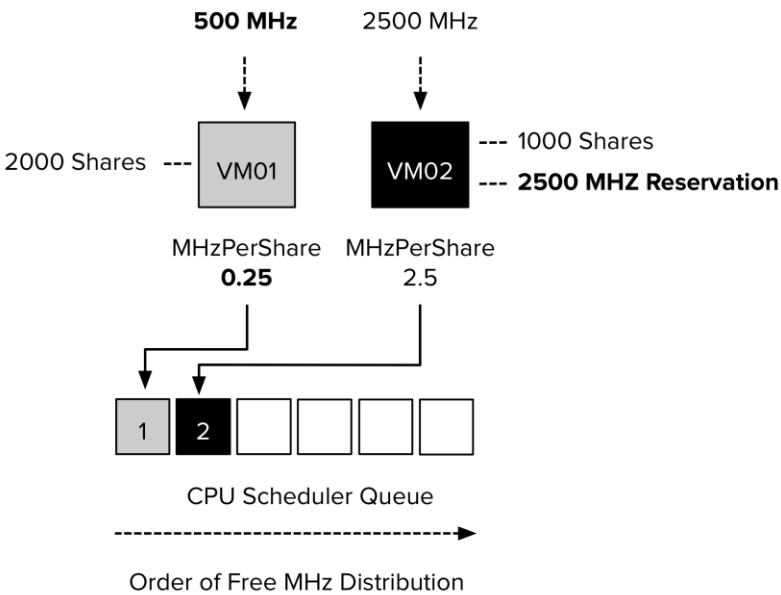 500 MHz 2500 MHz
2000 Shares VM01 VM02 1000 Shares
2500 MHZ Reservation
MHzPerShare MHzPerShare
0.25 2.5
1 2
CPU Scheduler Queue
Order of Free MHz Distribution